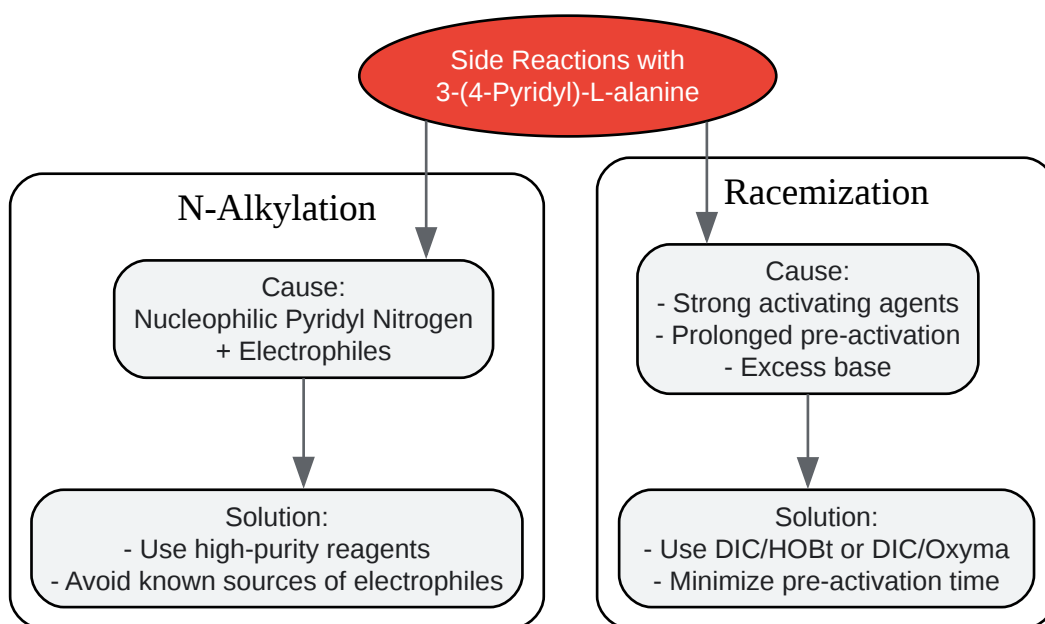 Side Reactions with
3-(4-Pyridyl)-L-alanine
N-Alkylation
Cause:
Nucleophilic Pyridyl Nitrogen
+ Electrophiles
Solution:
- Use high-purity reagents
- Avoid known sources of electrophiles
Racemization
Cause:
- Strong activating agents
- Prolonged pre-activation
- Excess base
Solution:
- Use DIC/HOBt or DIC/Oxyma
- Minimize pre-activation time